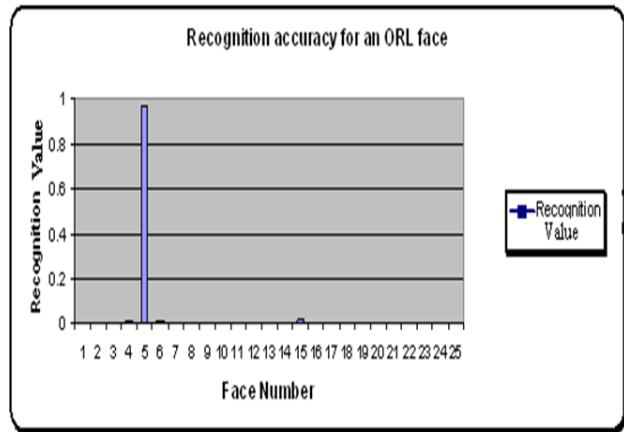 Recognition accuracy for an ORL face
1
0.8
0.6
0.4
0.2
0
Recognition Value
1 2 3 4 5 6 7 8 9 10 11 12 13 14 15 16 17 18 19 20 21 22 23 24 25
Face Number
Recognition
Value